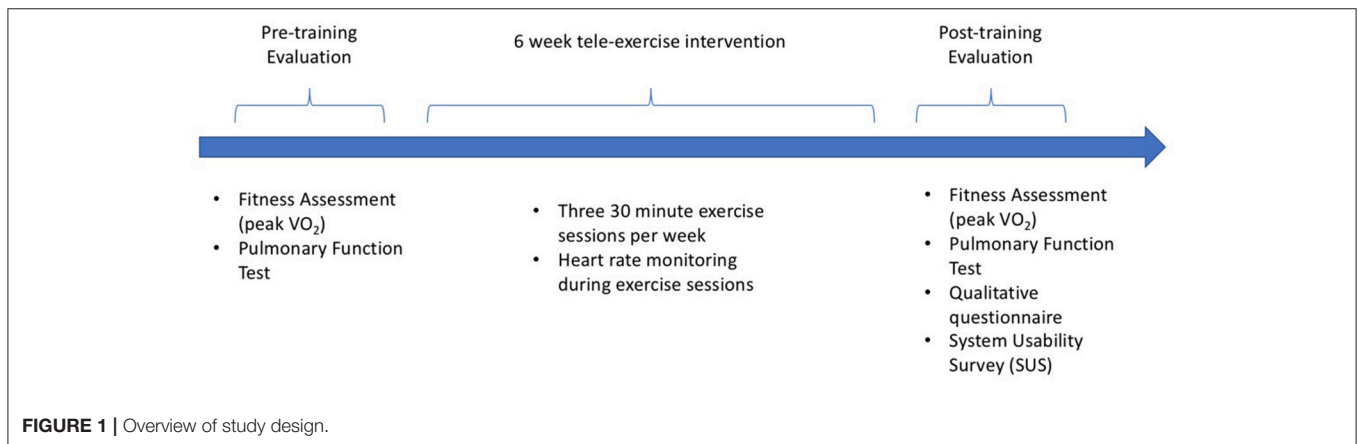 Pre-training
Evaluation
6 week tele-exercise intervention
Post-training
Evaluation
• Fitness Assessment
(peak VO₂)
• Pulmonary Function
Test
• Three 30 minute exercise
sessions per week
• Heart rate monitoring
during exercise sessions
• Fitness Assessment
(peak VO₂)
• Pulmonary Function
Test
• Qualitative
questionnaire
• System Usability
Survey (SUS)
FIGURE 1 | Overview of study design.